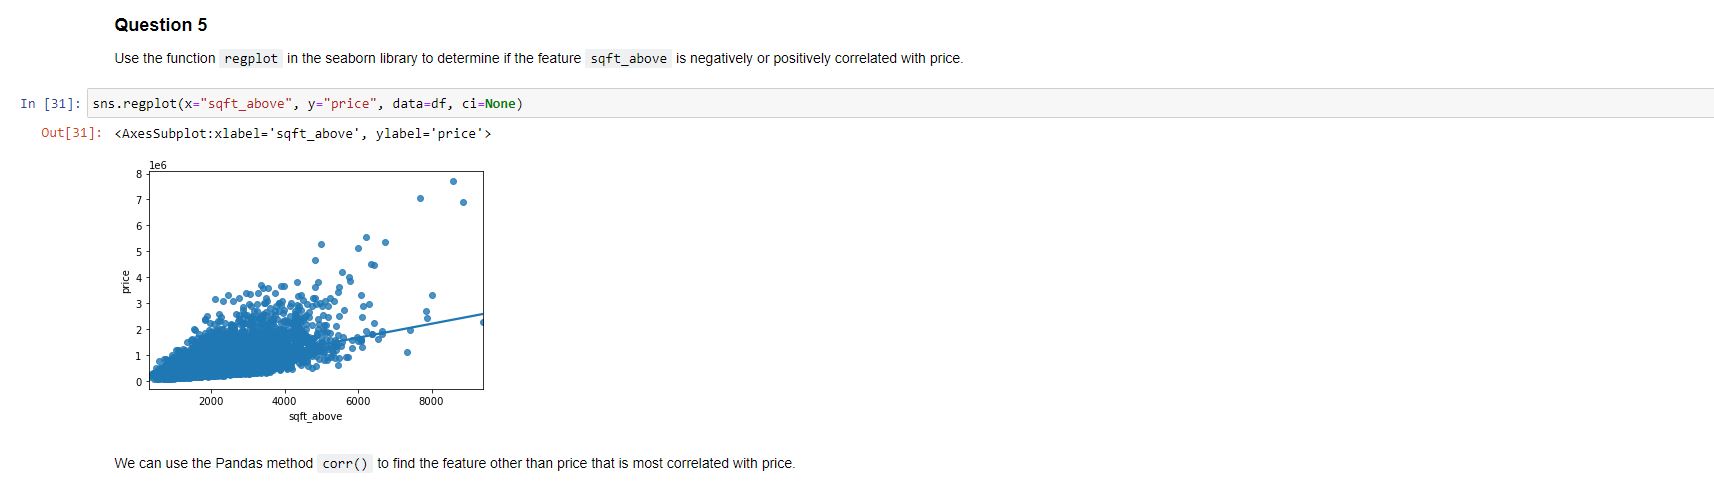 Question 5
Use the function regplot in the seaborn library to determine if the feature sqft_above is negatively or positively correlated with price.
In [31]: sns.regplot(x="sqft_above", y="price", data=df, ci=None)
Out[31]: <AxesSubplot:xlabel='sqft_above', ylabel='price'>
1e6
8
7
6
5
4
3
2
1
0
price
2000 4000 6000 8000
sqft_above
We can use the Pandas method corr() to find the feature other than price that is most correlated with price.